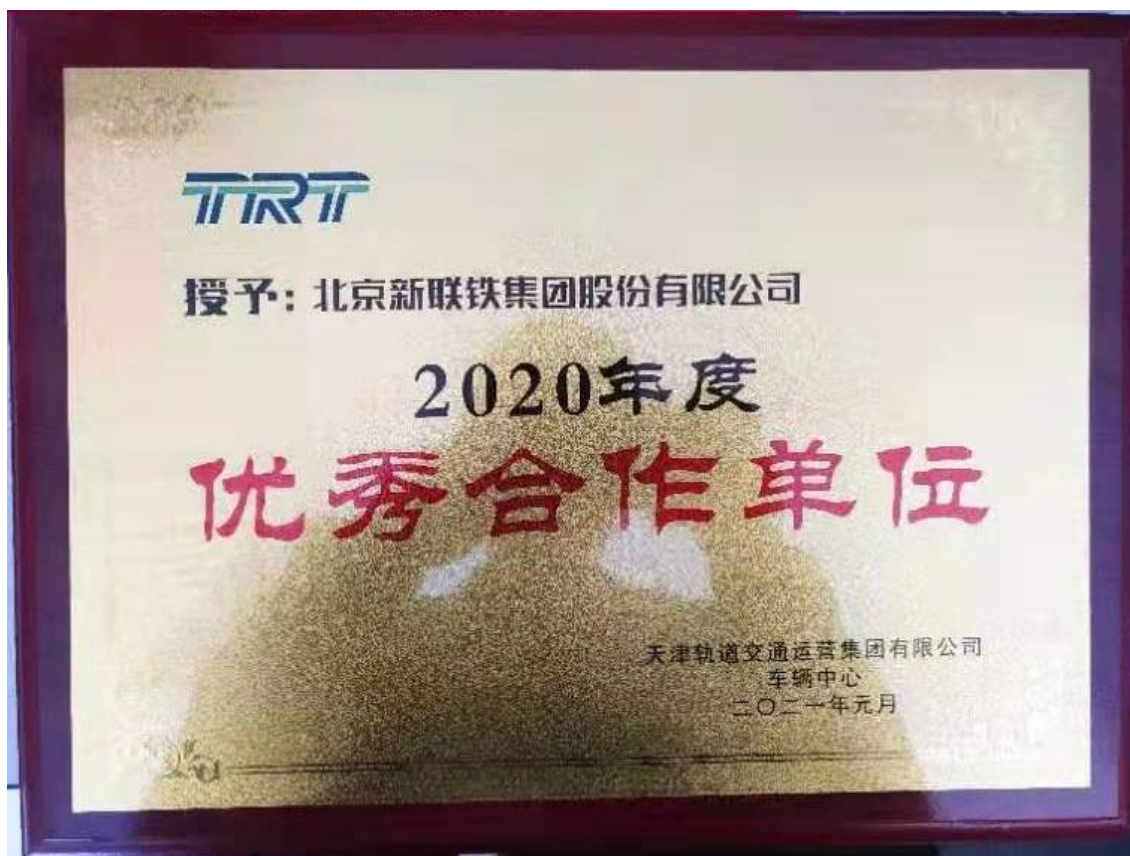 TRT
授予：北京新联铁集团股份有限公司
2020年度
优秀合作单位
天津轨道交通运营集团有限公司
车辆中心
二〇二一年元月